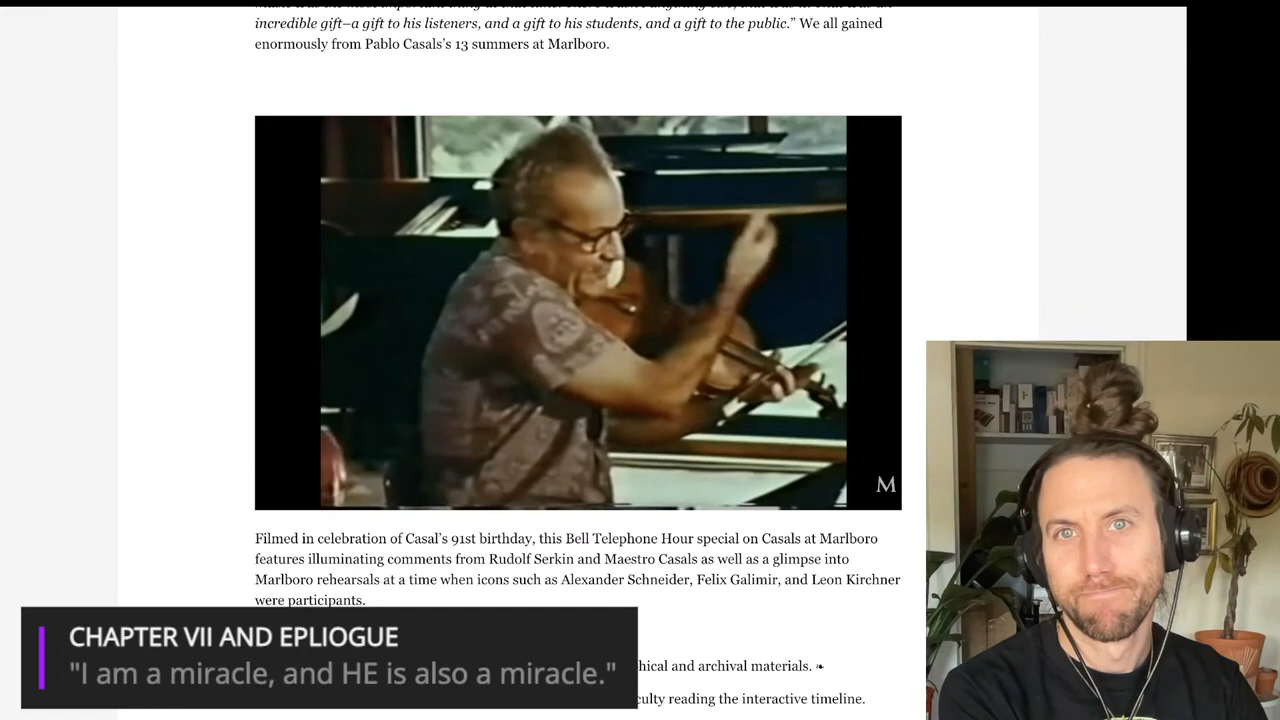 incredible gift–a gift to his listeners, and a gift to his students, and a gift to the public.” We all gained
enormously from Pablo Casals’s 13 summers at Marlboro.
M
Filmed in celebration of Casal’s 91st birthday, this Bell Telephone Hour special on Casals at Marlboro
features illuminating comments from Rudolf Serkin and Maestro Casals as well as a glimpse into
Marlboro rehearsals at a time when icons such as Alexander Schneider, Felix Galimir, and Leon Kirchner
were participants.
CHAPTER VII AND EPLIOGUE
"I am a miracle, and HE is also a miracle."
hical and archival materials. ❧
culty reading the interactive timeline.